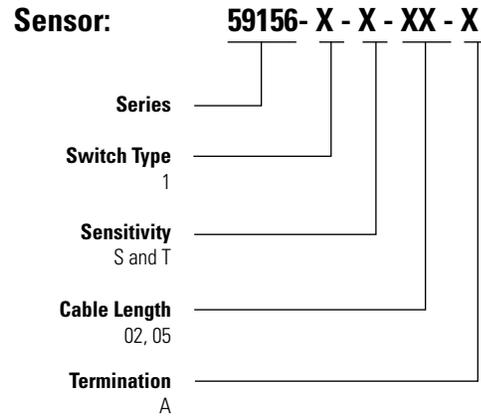 Sensor: 59156- X - X - XX - X
Series
Switch Type
1
Sensitivity
S and T
Cable Length
02, 05
Termination
A